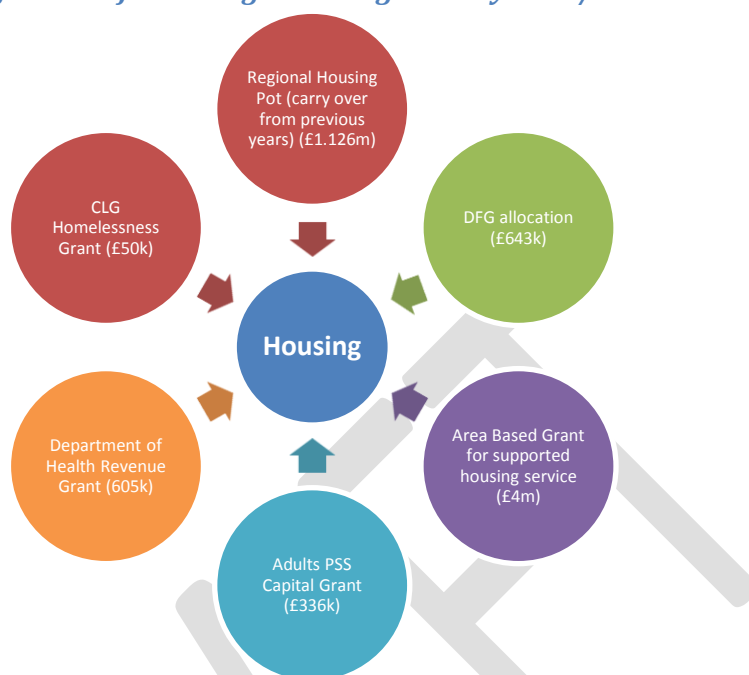 Regional Housing
Pot (carry over
from previous
years) (£1.126m)
CLG
Homelessness
Grant (£50k)
DFG allocation
(£643k)
Housing
Department of
Health Revenue
Grant (605k)
Area Based Grant
for supported
housing service
(£4m)
Adults PSS
Capital Grant
(£336k)